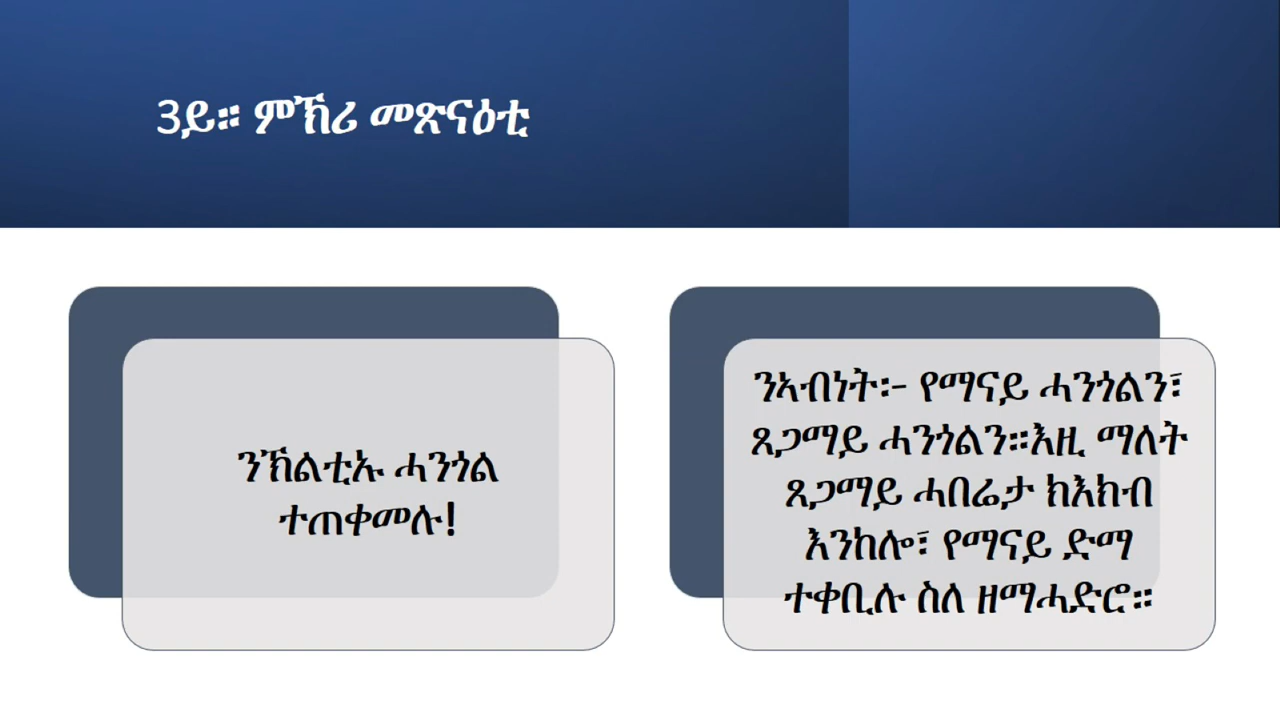 3ይ። ምኽሪ መጽናዕቲ
ንኽልቲኡ ሓንጎል
ተጠቀመሉ!
ንኣብነት፡- የማናይ ሓንጎልን፣
ጸጋማይ ሓንጎልን።እዚ ማለት
ጸጋማይ ሓበሬታ ክእክብ
እንከሎ፣ የማናይ ድማ
ተቀቢሉ ስለ ዘማሓድሮ።